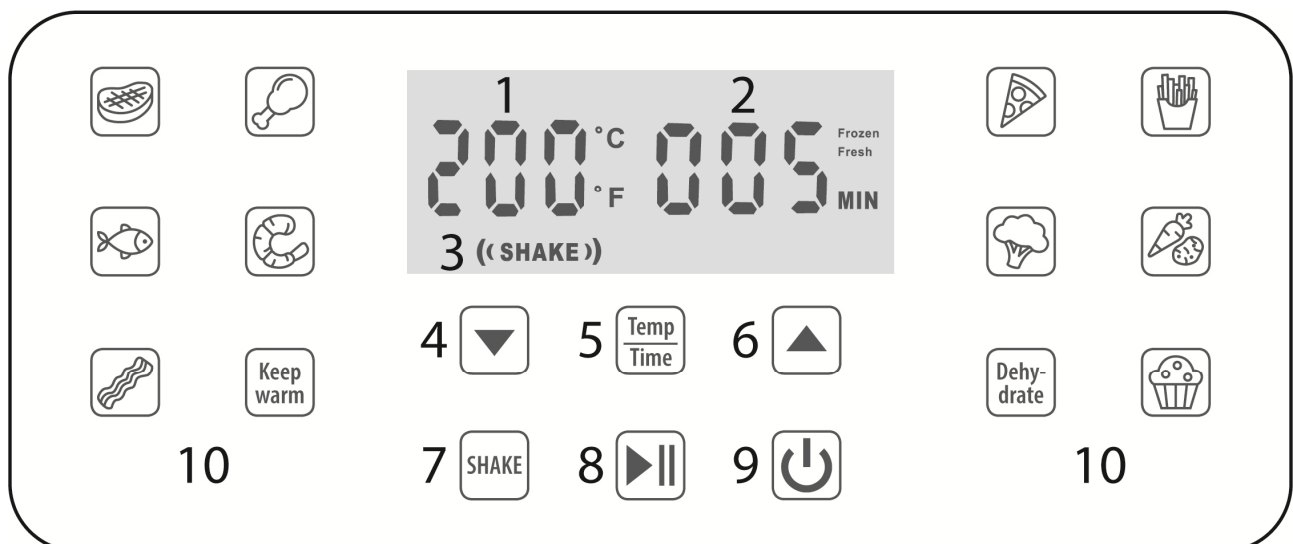 1 2
200 °C °F 005 Frozen Fresh MIN
3 ((SHAKE))
4 5 Temp Time 6
Keep warm
Dehy-
drate
10 7 SHAKE 8 9 10